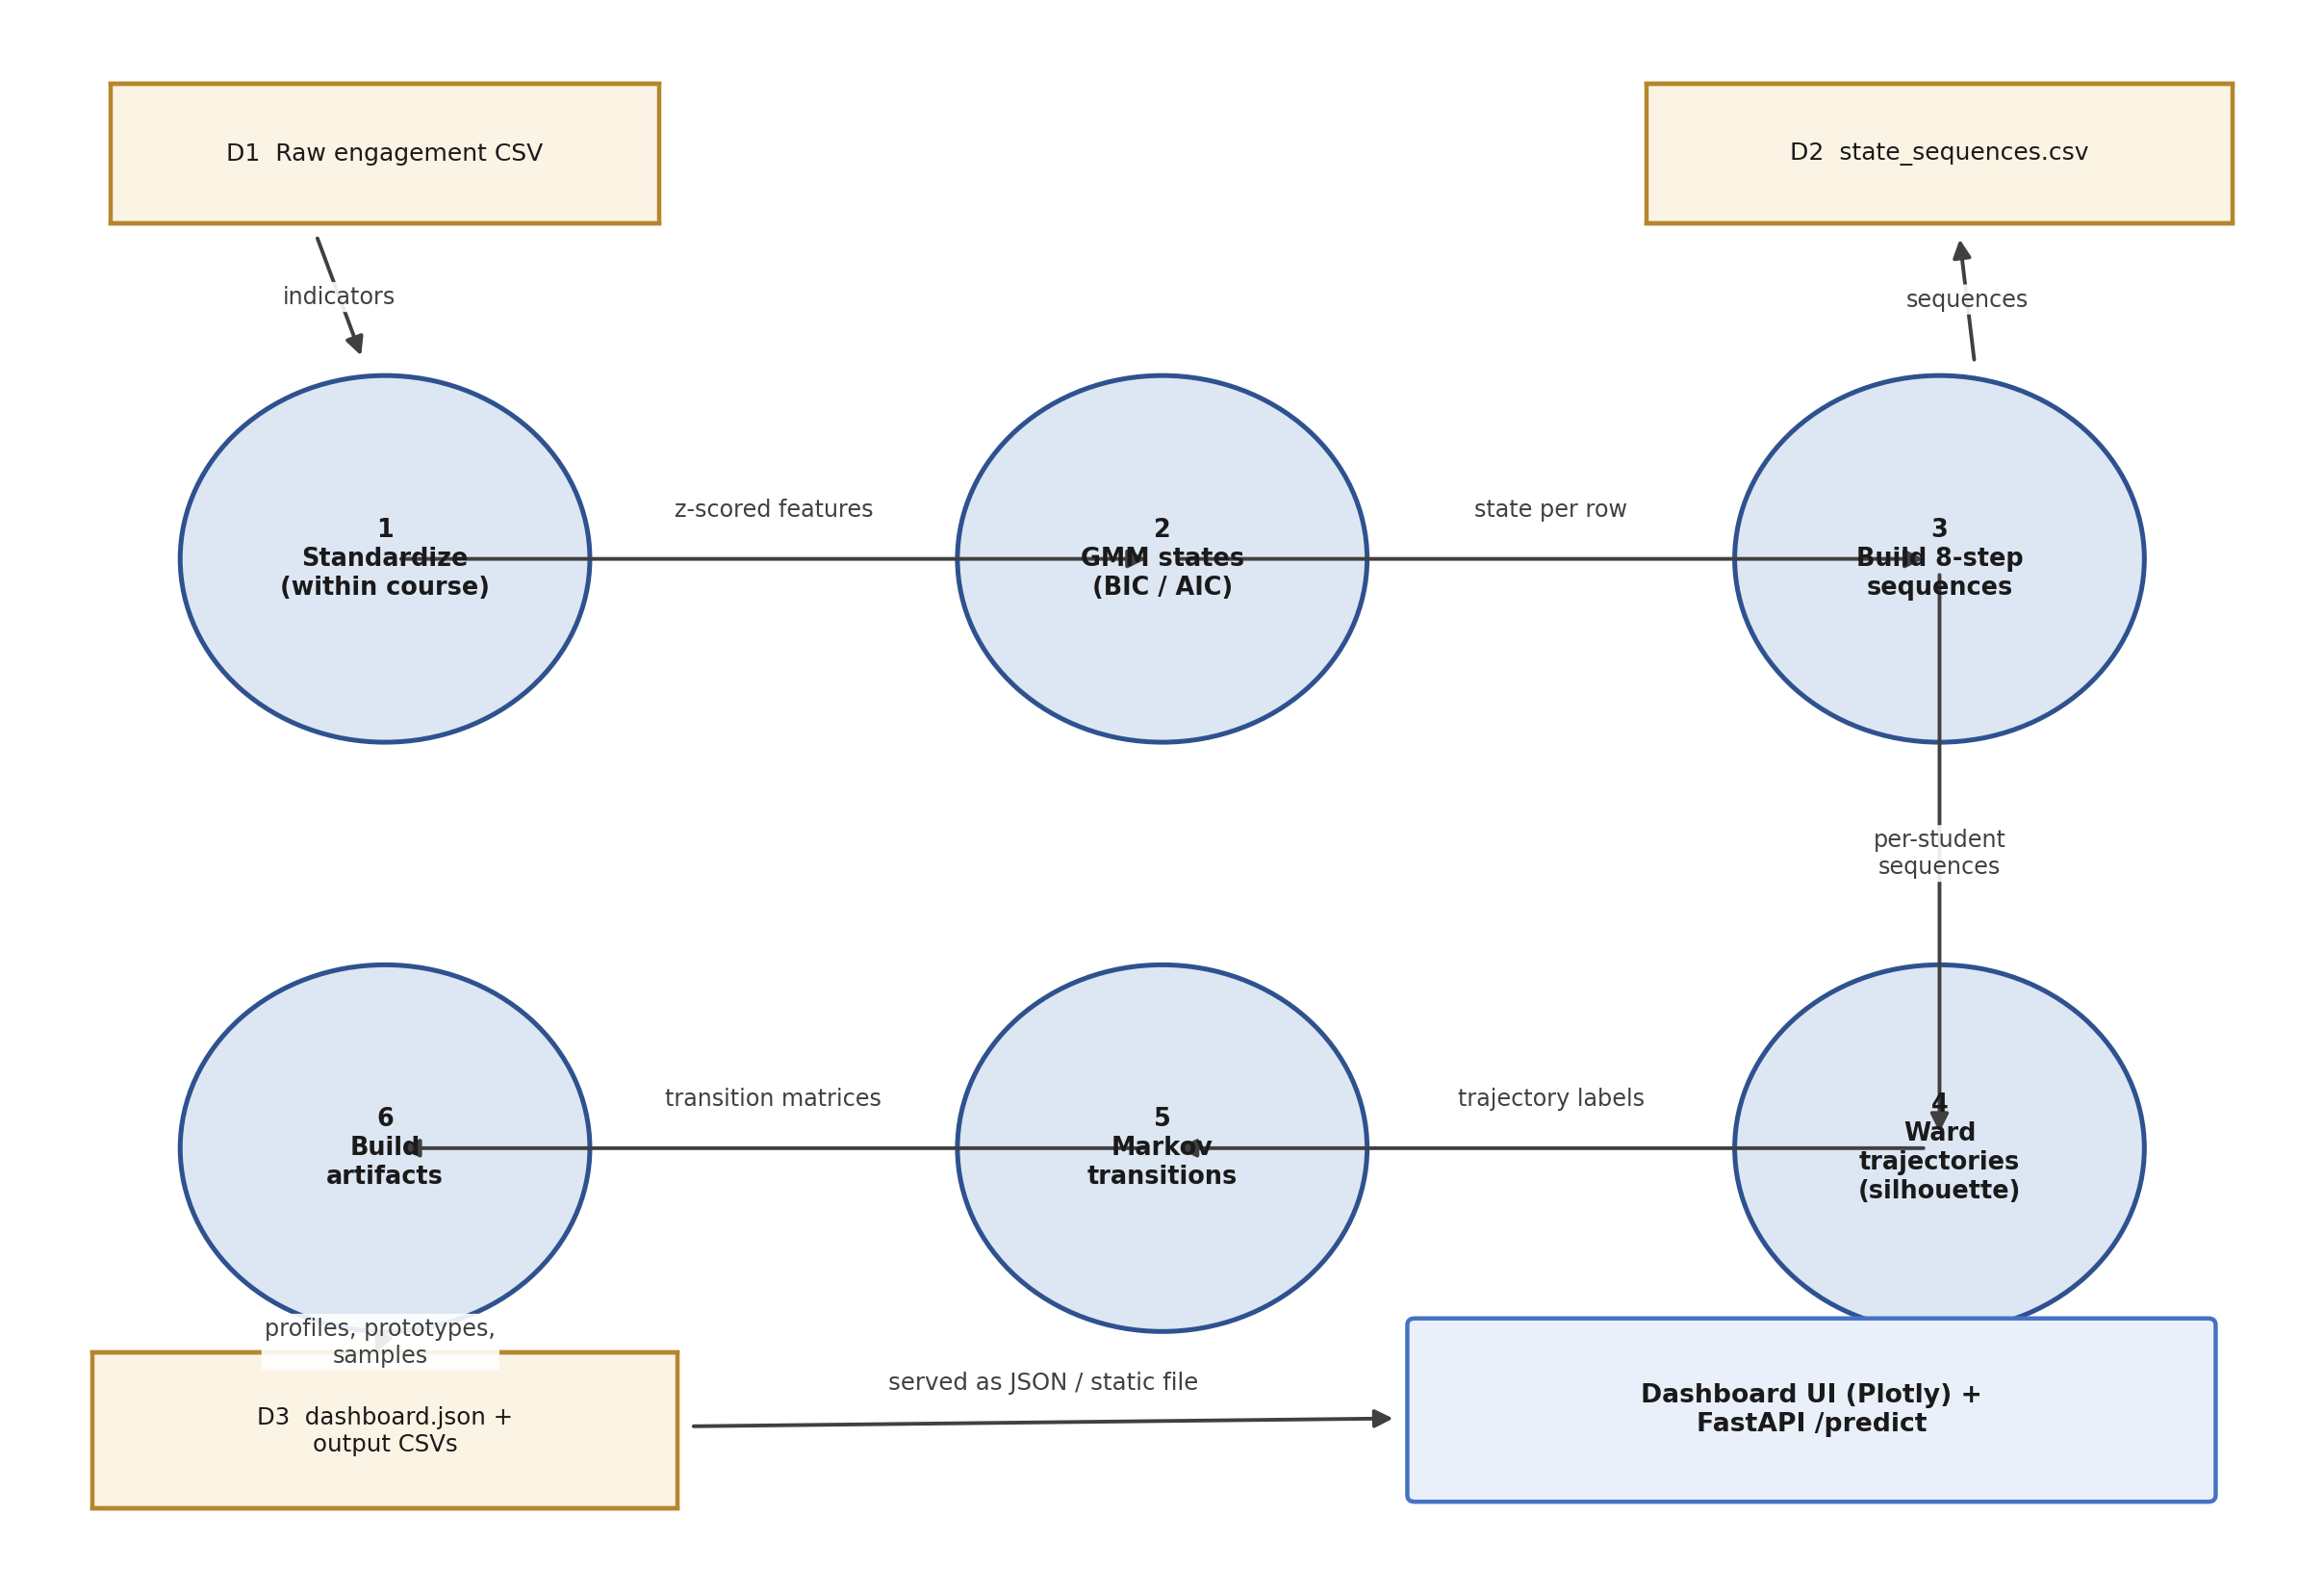 D1  Raw engagement CSV
D2  state_sequences.csv
indicators
sequences
z-scored features
state per row
1
Standardize
(within course)
2
GMM states
(BIC / AIC)
3
Build 8-step
sequences
per-student
sequences
transition matrices
trajectory labels
6
Build
artifacts
5
Markov
transitions
4
Ward
trajectories
(silhouette)
profiles, prototypes,
samples
served as JSON / static file
D3  dashboard.json +
output CSVs
Dashboard UI (Plotly) +
FastAPI /predict